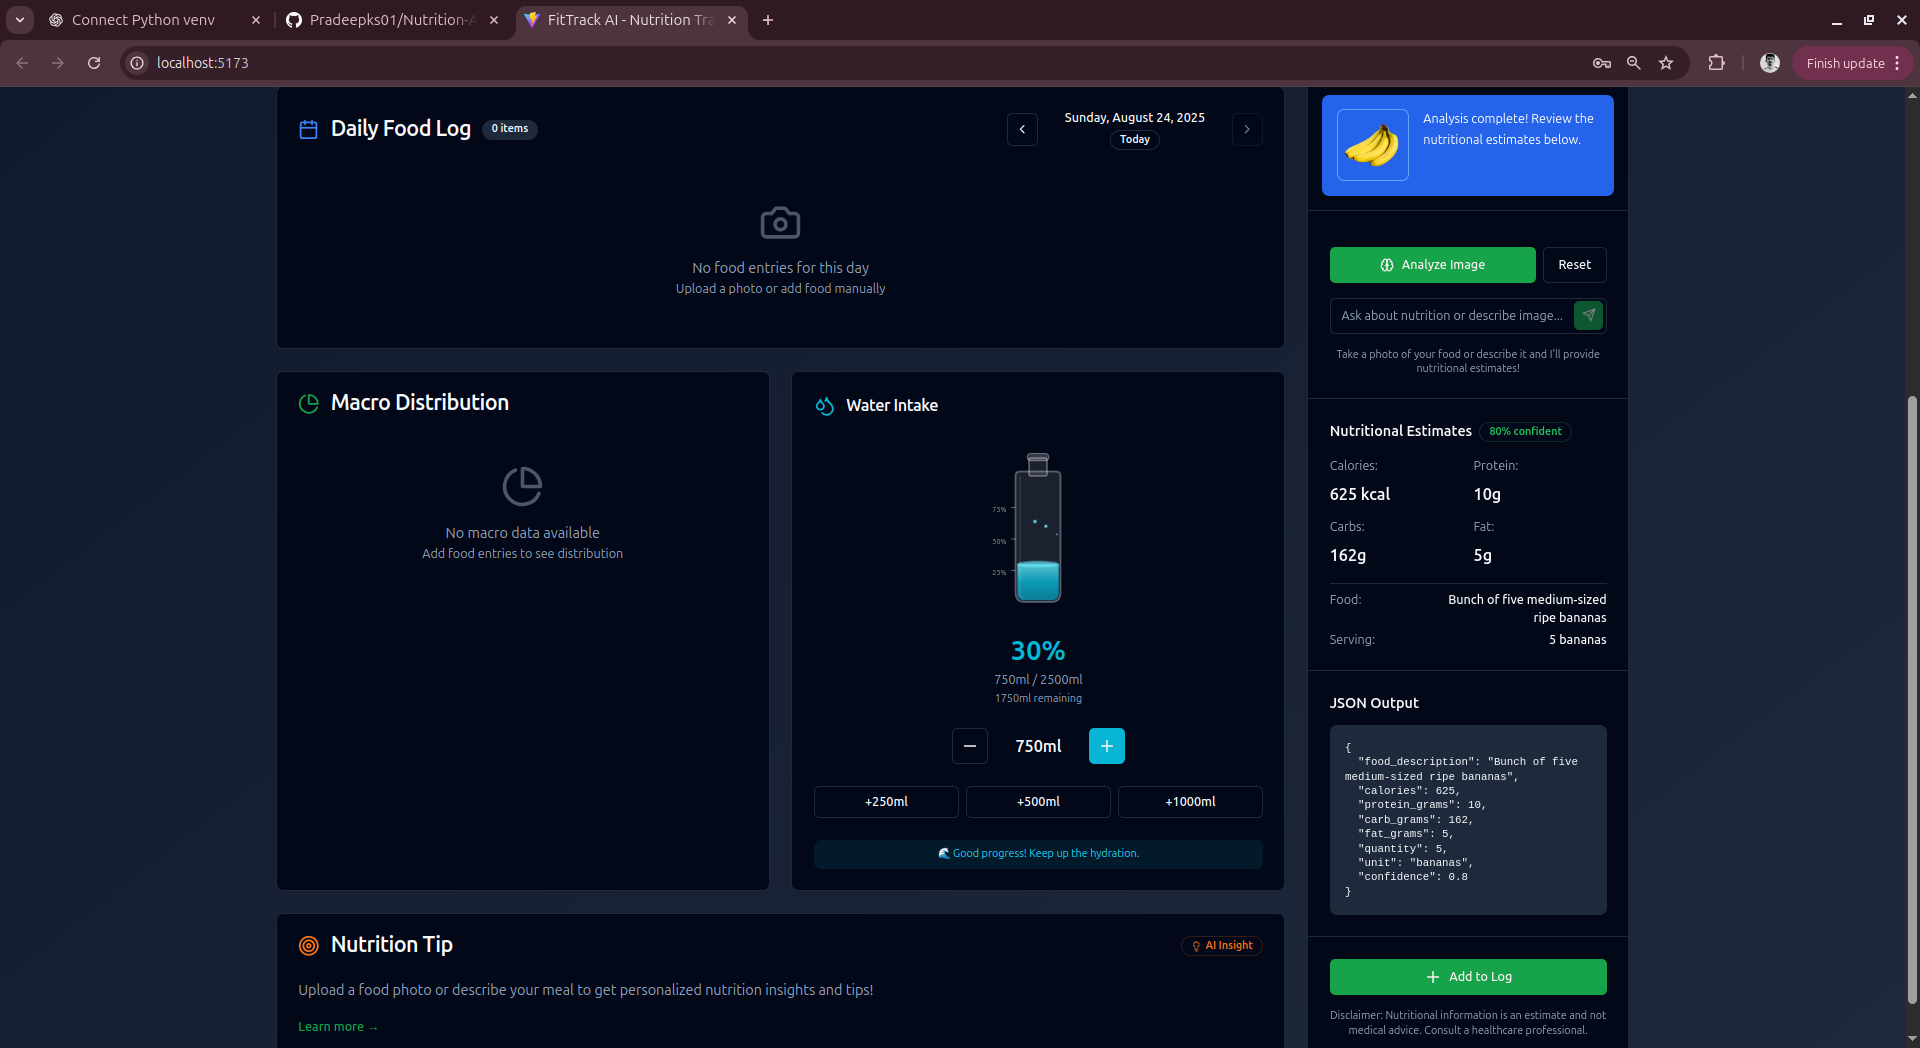 Connect Python venv
Pradeepks01/Nutrition-A
FitTrack AI - Nutrition Tra
localhost:5173
Finish update
Daily Food Log
0 items
Sunday, August 24, 2025
Today
No food entries for this day
Upload a photo or add food manually
Macro Distribution
No macro data available
Add food entries to see distribution
Water Intake
75%
50%
25%
30%
750ml / 2500ml
1750ml remaining
750ml
+250ml
+500ml
+1000ml
🌊 Good progress! Keep up the hydration.
Nutrition Tip
AI Insight
Upload a food photo or describe your meal to get personalized nutrition insights and tips!
Learn more →
Analysis complete! Review the
nutritional estimates below.
Analyze Image
Reset
Ask about nutrition or describe image...
Take a photo of your food or describe it and I'll provide
nutritional estimates!
Nutritional Estimates
80% confident
Calories:
Protein:
625 kcal
10g
Carbs:
Fat:
162g
5g
Food:
Bunch of five medium-sized
ripe bananas
Serving:
5 bananas
JSON Output
{
"food_description": "Bunch of five
medium-sized ripe bananas",
"calories": 625,
"protein_grams": 10,
"carb_grams": 162,
"fat_grams": 5,
"quantity": 5,
"unit": "bananas",
"confidence": 0.8
}
Add to Log
Disclaimer: Nutritional information is an estimate and not
medical advice. Consult a healthcare professional.